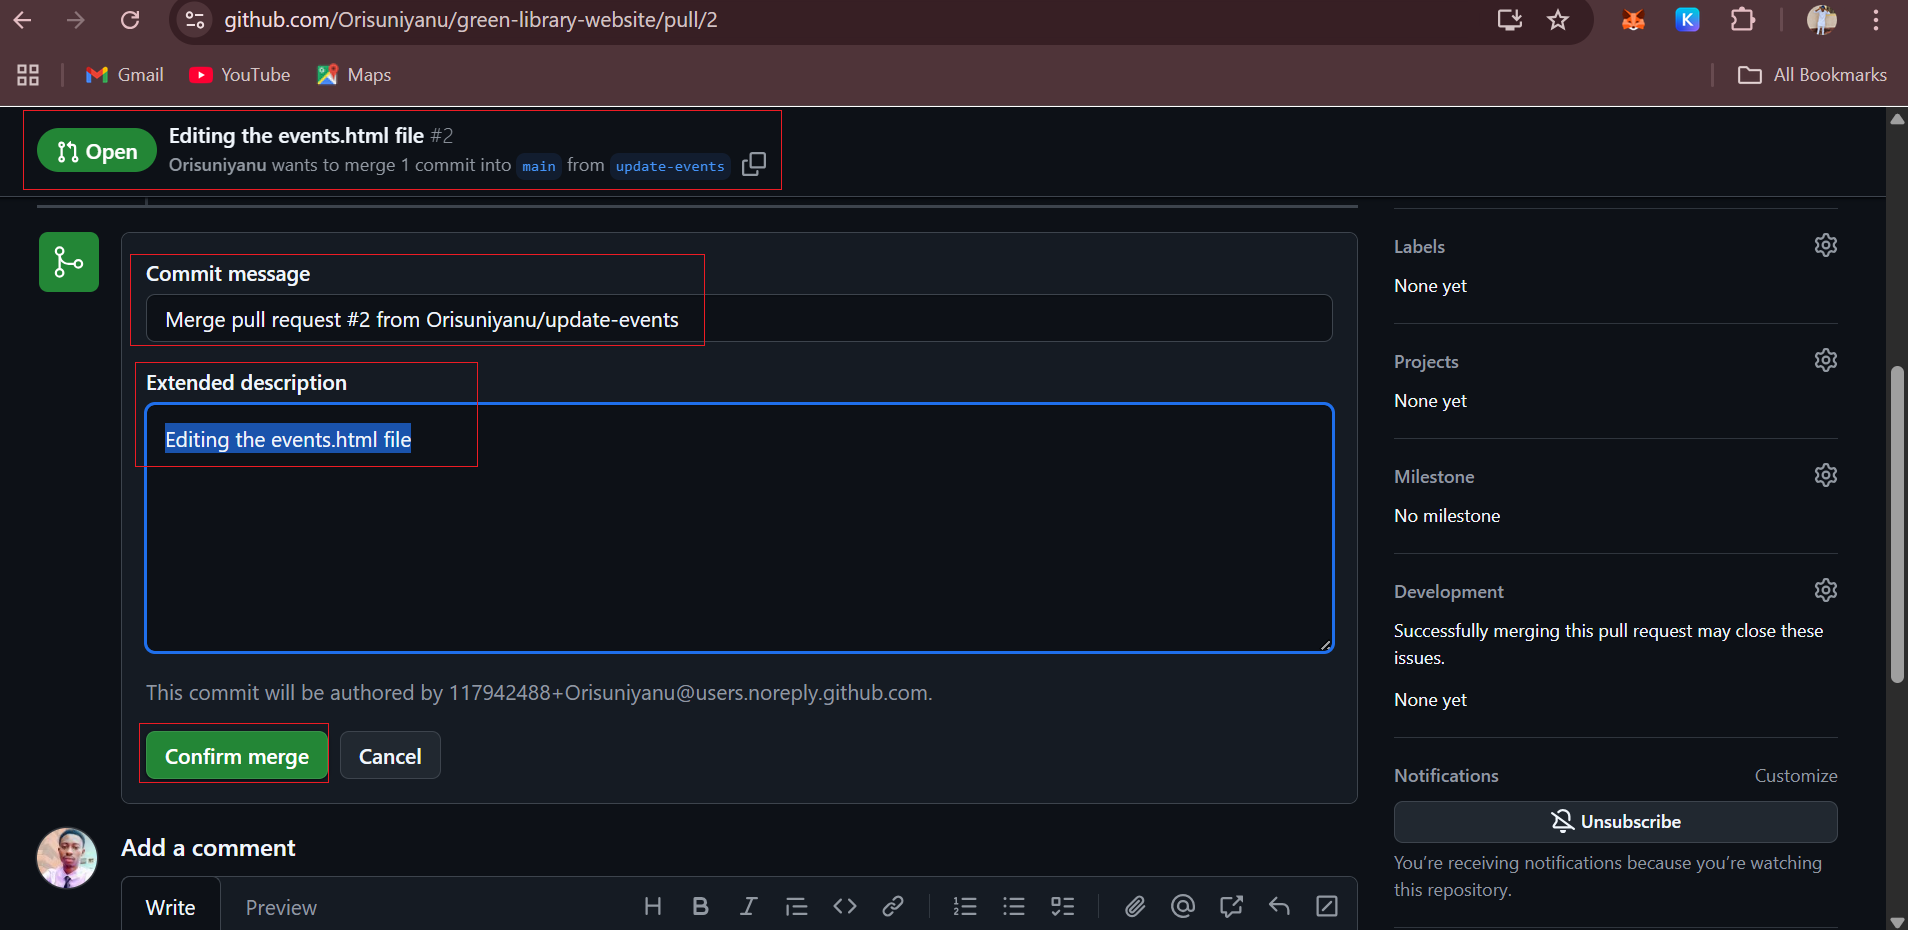 github.com/Orisuniyanu/green-library-website/pull/2
K
Gmail
YouTube
Maps
All Bookmarks
Open
Editing the events.html file #2
Orisuniyanu wants to merge 1 commit into main from update-events
Commit message
Merge pull request #2 from Orisuniyanu/update-events
Extended description
Editing the events.html file
This commit will be authored by 117942488+Orisuniyanu@users.noreply.github.com.
Confirm merge
Cancel
Add a comment
Write
Preview
Labels
None yet
Projects
None yet
Milestone
No milestone
Development
Successfully merging this pull request may close these
issues.
None yet
Notifications
Customize
Unsubscribe
You’re receiving notifications because you’re watching
this repository.